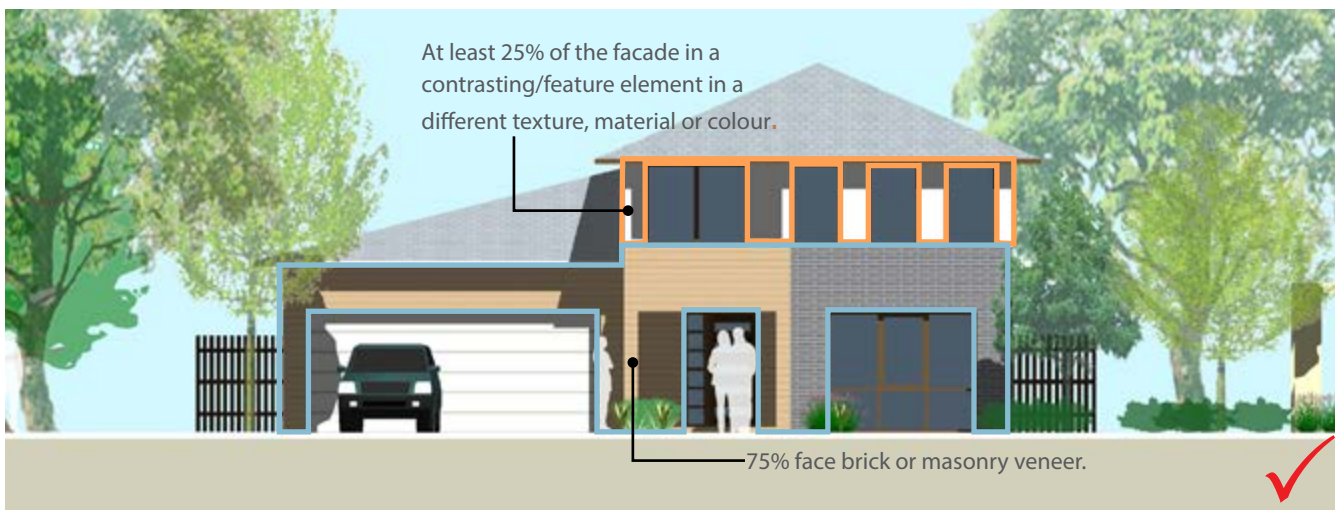 At least 25% of the facade in a
contrasting/feature element in a
different texture, material or colour.
75% face brick or masonry veneer.